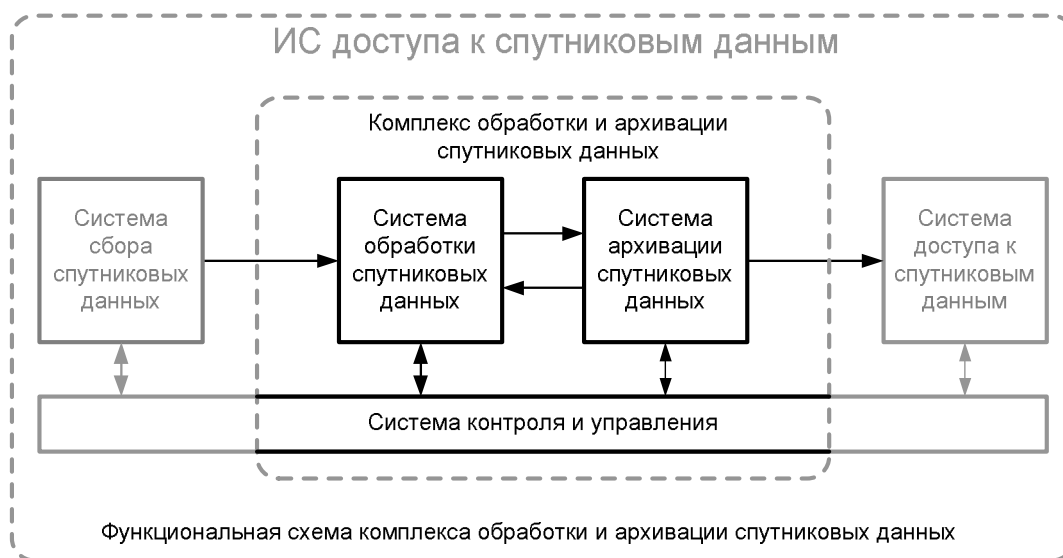 ИС доступа к спутниковым данным
Комплекс обработки и архивации
спутниковых данных
Система
сбора
спутниковых
данных
Система
обработки
спутниковых
данных
Система
архивации
спутниковых
данных
Система
доступа к
спутниковым
данным
Система контроля и управления
Функциональная схема комплекса обработки и архивации спутниковых данных